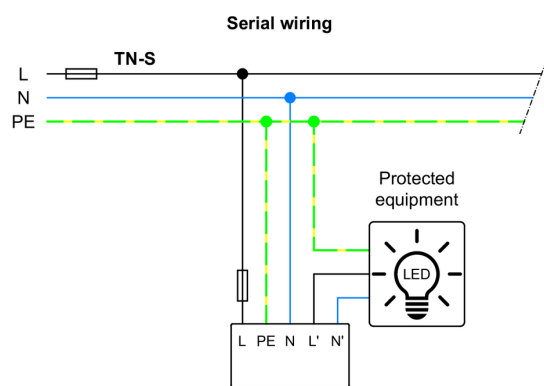 Serial wiring
TN-S
L
N
PE
Protected
equipment
LED
L PE N L' N'